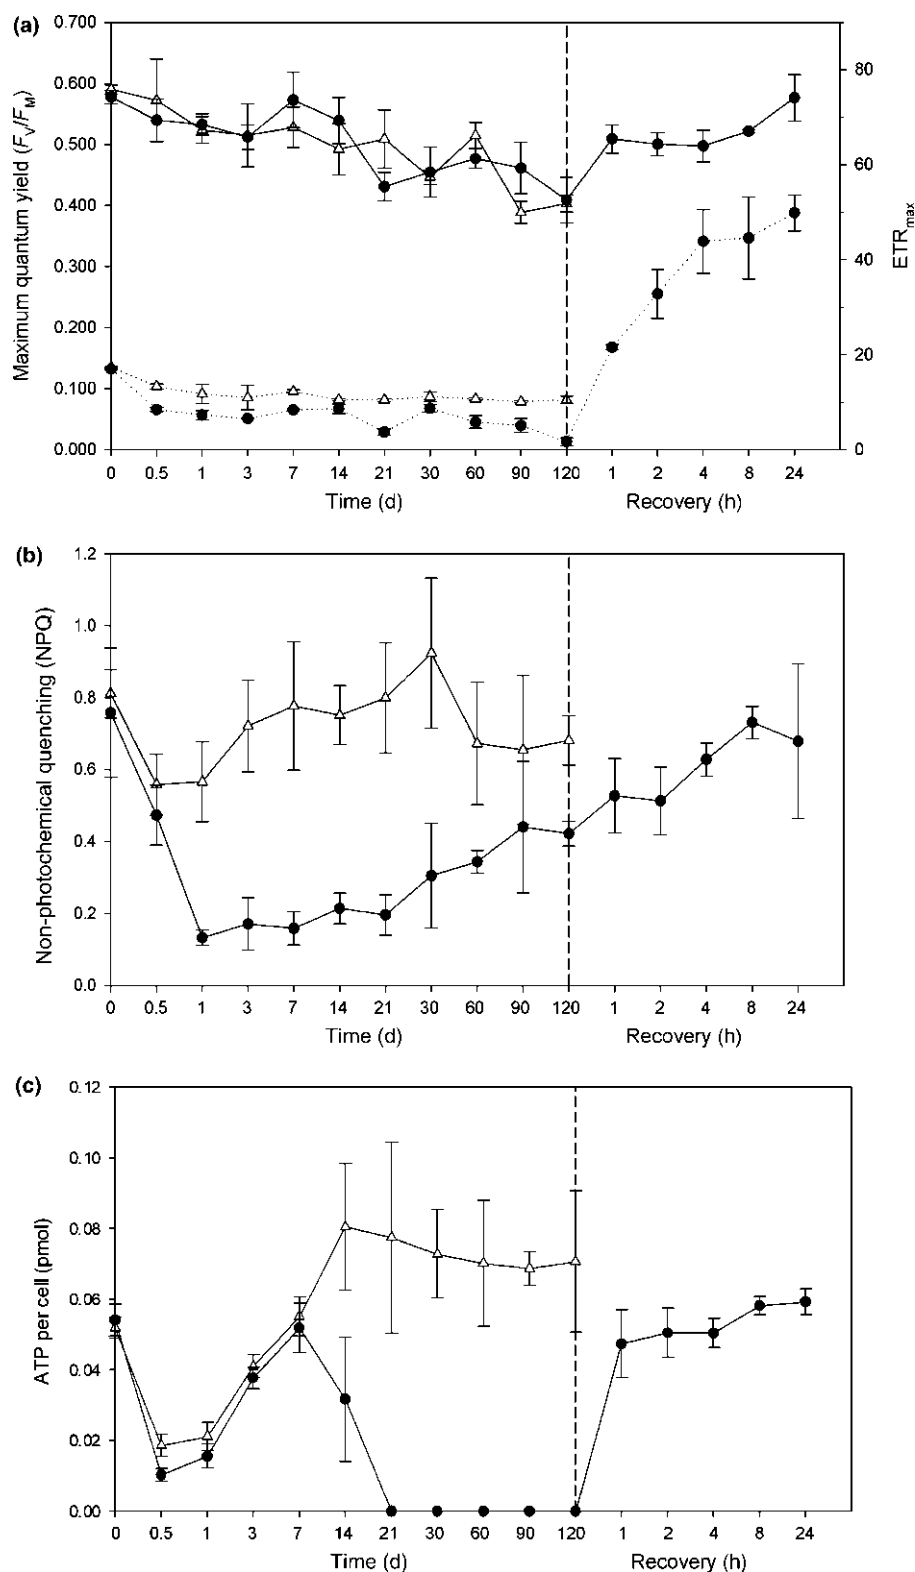 (a)
0.700
0.600
0.500
0.400
0.300
0.200
0.100
0.000
Maximum quantum yield (FV/FM)
80
60
40
20
0
ETRmax
0 0.5 1 3 7 14 21 30 60 90 120 1 2 4 8 24
Time (d) Recovery (h)
(b)
1.2
1.0
0.8
0.6
0.4
0.2
0.0
Non-photochemical quenching (NPQ)
0 0.5 1 3 7 14 21 30 60 90 120 1 2 4 8 24
Time (d) Recovery (h)
(c)
0.12
0.10
0.08
0.06
0.04
0.02
0.00
ATP per cell (pmol)
0 0.5 1 3 7 14 21 30 60 90 120 1 2 4 8 24
Time (d) Recovery (h)